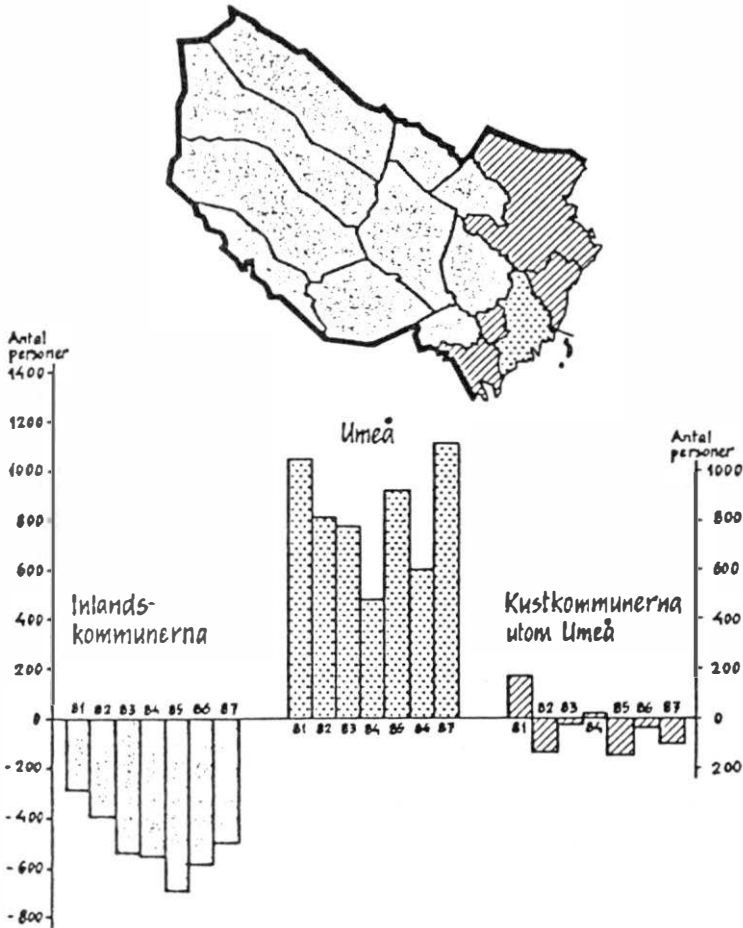 Antal
personer
1400
1200
1000
800
600
400
200
0
- 200
- 400
- 600
- 800
Inlands-
kommunerna
81 82 83 84 85 86 87
Umeå
81 82 83 84 85 86 87
Kustkommunerna
utom Umeå
81 82 83 84 85 86 87
Antal
personer
1000
800
600
400
200
0
200